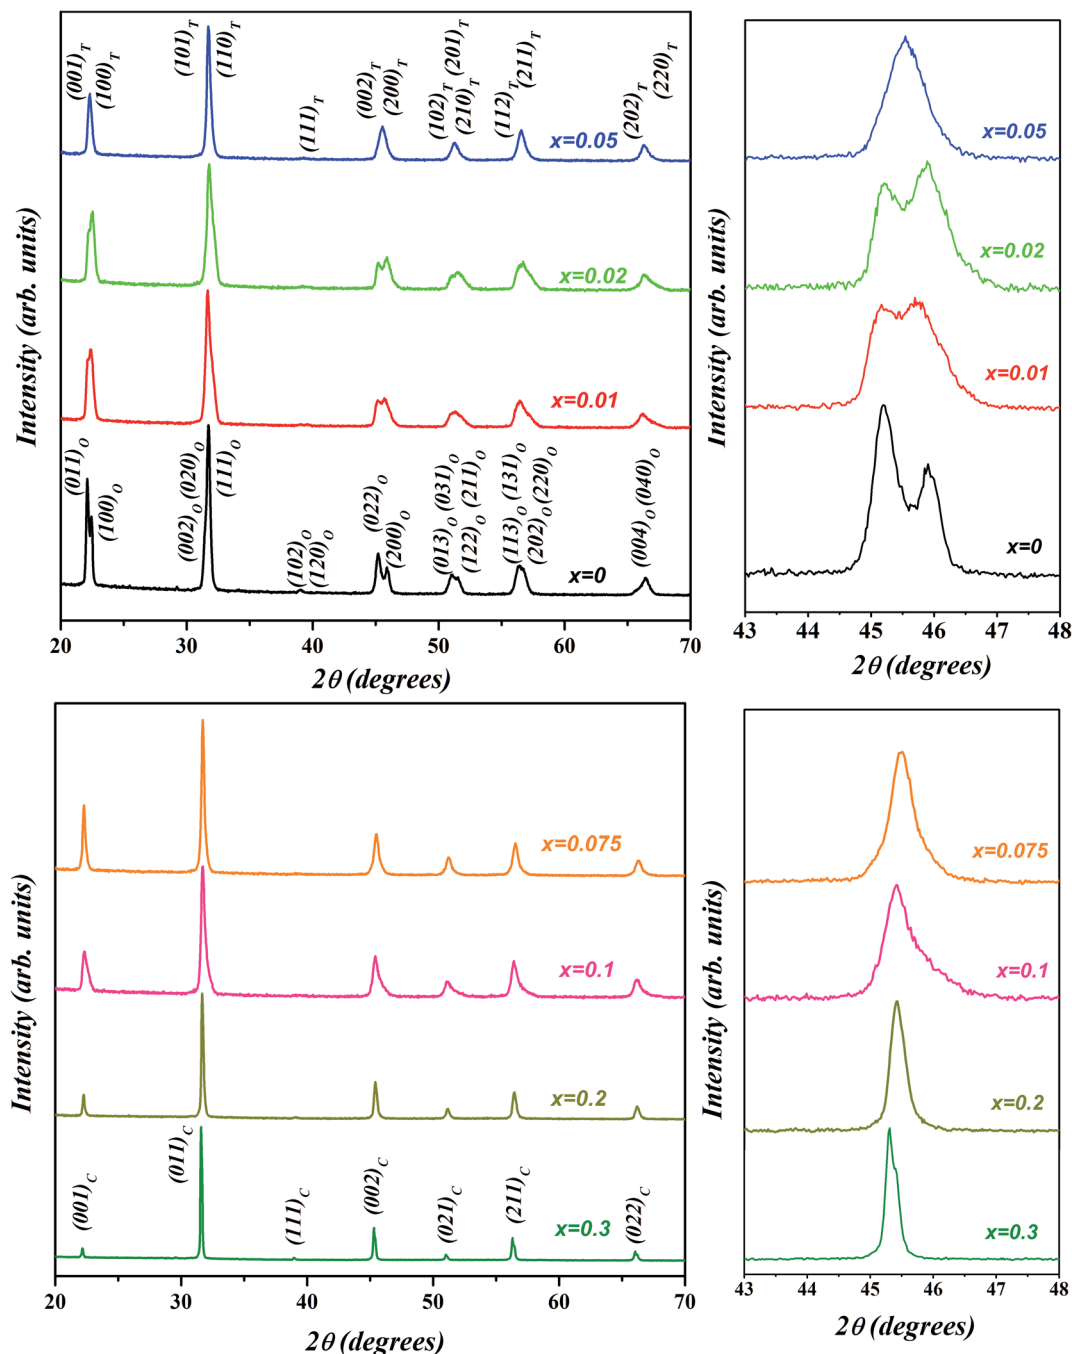 (001)T (100)T (101)T (110)T (111)T (002)T (200)T (102)T (201)T (210)T (112)T (211)T (202)T (220)T
x=0.05
x=0.02
x=0.01
(011)O (100)O (002)O (020)O (111)O (102)O (120)O (022)O (200)O (013)O (031)O (122)O (211)O (113)O (131)O (202)O (220)O (004)O (040)O
x=0
Intensity (arb. units)
20 30 40 50 60 70
2θ (degrees)
x=0.05
x=0.02
x=0.01
x=0
Intensity (arb. units)
43 44 45 46 47 48
2θ (degrees)
x=0.075
x=0.1
x=0.2
(001)C (011)C (111)C (002)C (021)C (211)C (022)C
x=0.3
Intensity (arb. units)
20 30 40 50 60 70
2θ (degrees)
x=0.075
x=0.1
x=0.2
x=0.3
Intensity (arb. units)
43 44 45 46 47 48
2θ (degrees)